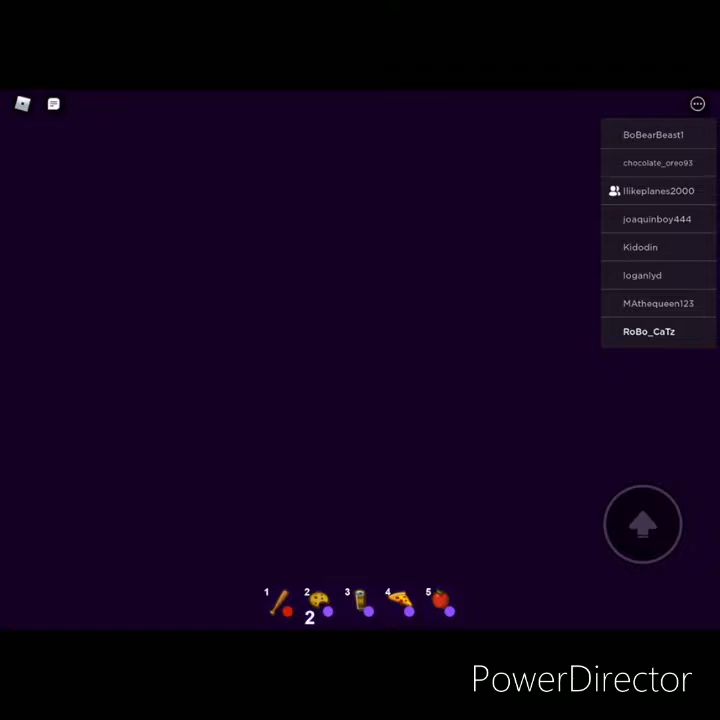 BoBearBeast1
chocolate_oreo93
Ilikeplanes2000
joaquinboy444
Kidodin
loganlyd
MAthequeen123
RoBo_CaTz
1 2 3 4 5
2
PowerDirector